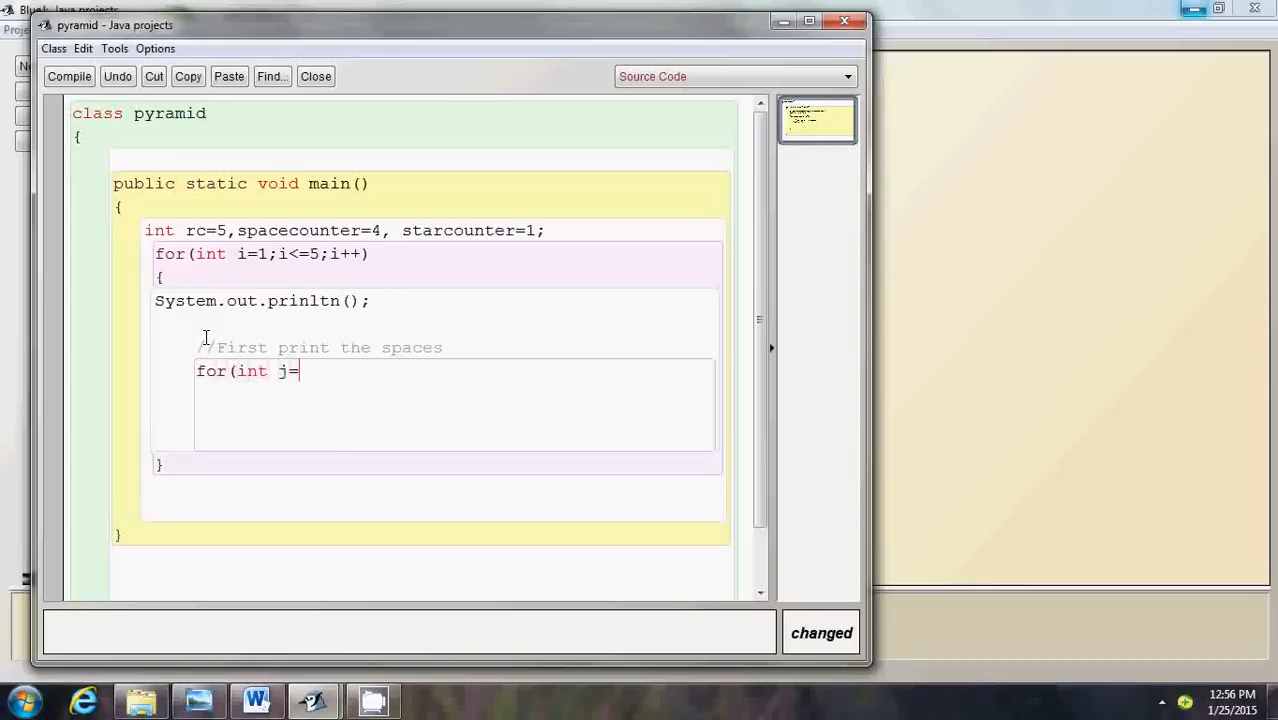 BlueJ: Java projects
pyramid - Java projects
Class Edit Tools Options
Compile Undo Cut Copy Paste Find... Close Source Code
class pyramid
{
public static void main()
{
int rc=5,spacecounter=4, starcounter=1;
for(int i=1;i<=5;i++)
{
System.out.prinltn();
//First print the spaces
for(int j=
}
}
changed
12:56 PM
1/25/2015